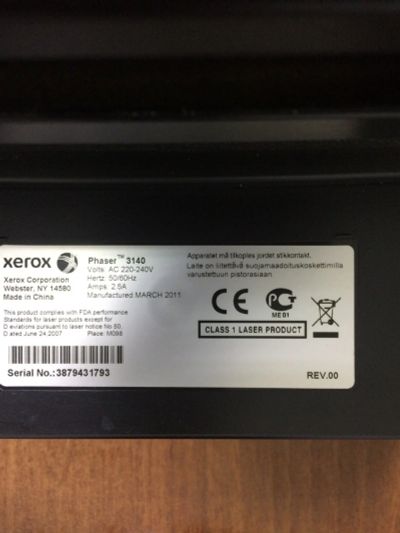 xerox
Phaser™ 3140
Volts: AC 220-240V
Hertz: 50/60Hz
Amps: 2.5A
Manufactured: MARCH 2011
Xerox Corporation
Webster, NY 14580
Made in China
This product complies with FDA performance
Standards for laser products except for
D eviations pursuant to laser notice No 50,
D ated June 24 2007 Place: M098
Serial No.:3879431793
Apparatet må tilkoples jordet stikkontakt.
Laite on liitettävä suojamaadoituskoskettimilla
varustettuun pistorasiaan.
CE
ME01
CLASS 1 LASER PRODUCT
REV.00